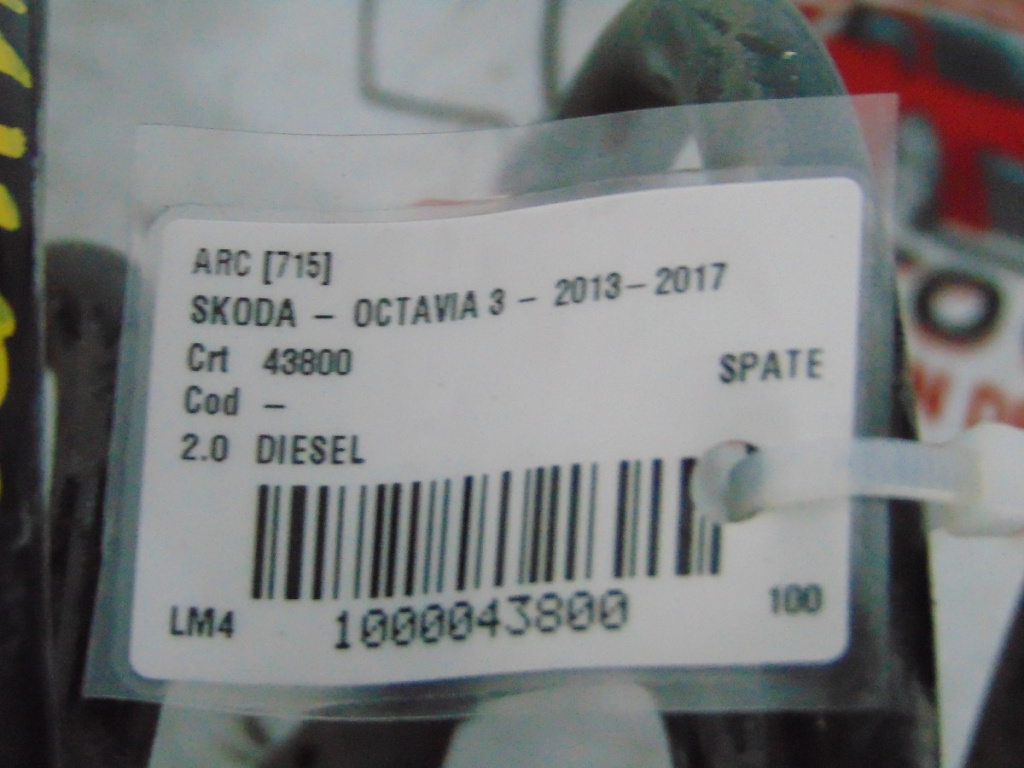 ARC [715]
SKODA – OCTAVIA 3 – 2013–2017
Crt 43800
SPATE
Cod –
2.0 DIESEL
LM4
1000043800
100